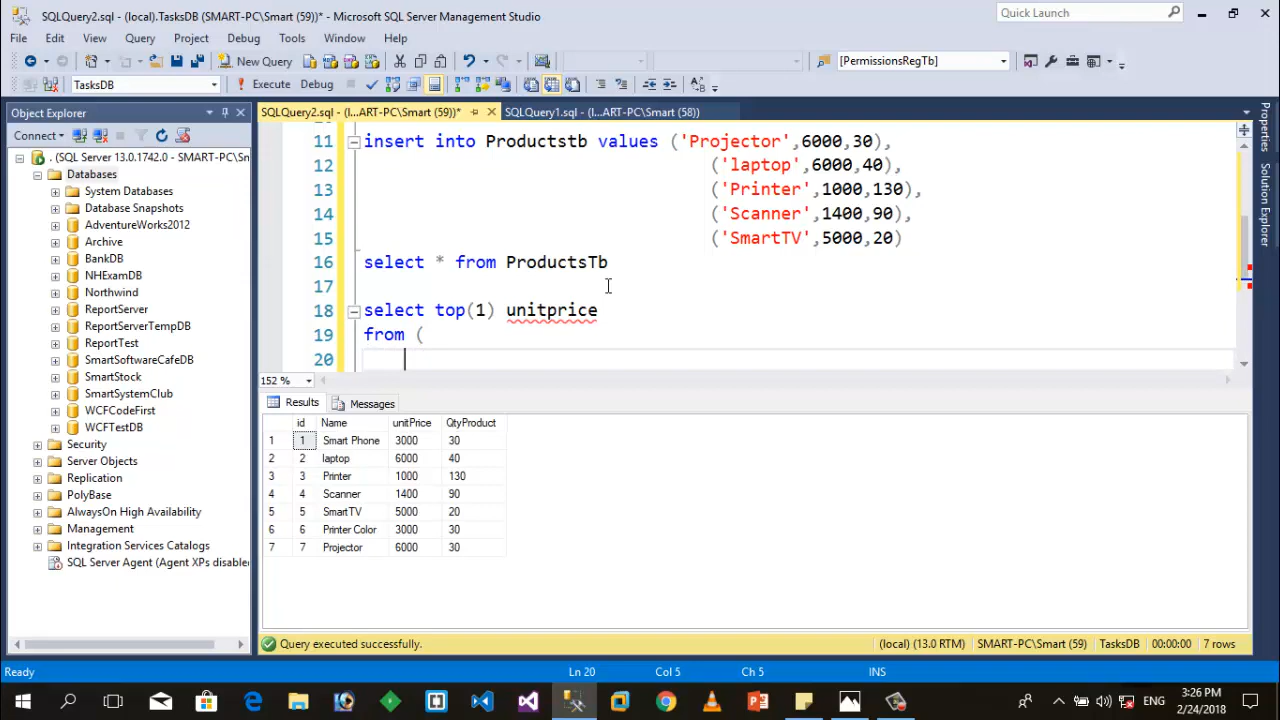 SQLQuery2.sql - (local).TasksDB (SMART-PC\Smart (59))* - Microsoft SQL Server Management Studio
Quick Launch
File Edit View Query Project Debug Tools Window Help
New Query
[PermissionsRegTb]
TasksDB
Execute Debug
Object Explorer
SQLQuery2.sql - (l...ART-PC\Smart (59))*
SQLQuery1.sql - (l...ART-PC\Smart (58))
Connect
. (SQL Server 13.0.1742.0 - SMART-PC\Sn
Databases
System Databases
Database Snapshots
AdventureWorks2012
Archive
BankDB
NHExamDB
Northwind
ReportServer
ReportServerTempDB
ReportTest
SmartSoftwareCafeDB
SmartStock
SmartSystemClub
WCFCodeFirst
WCFTestDB
Security
Server Objects
Replication
PolyBase
AlwaysOn High Availability
Management
Integration Services Catalogs
SQL Server Agent (Agent XPs disable
11 insert into Productstb values ('Projector',6000,30),
12 ('laptop',6000,40),
13 ('Printer',1000,130),
14 ('Scanner',1400,90),
15 ('SmartTV',5000,20)
16 select * from ProductsTb
17
18 select top(1) unitprice
19 from (
20
152 %
Results Messages
id Name unitPrice QtyProduct
1 1 Smart Phone 3000 30
2 2 laptop 6000 40
3 3 Printer 1000 130
4 4 Scanner 1400 90
5 5 SmartTV 5000 20
6 6 Printer Color 3000 30
7 7 Projector 6000 30
Query executed successfully.
(local) (13.0 RTM) SMART-PC\Smart (59) TasksDB 00:00:00 7 rows
Properties
Solution Explorer
Ready Ln 20 Col 5 Ch 5 INS
ENG
3:26 PM
2/24/2018